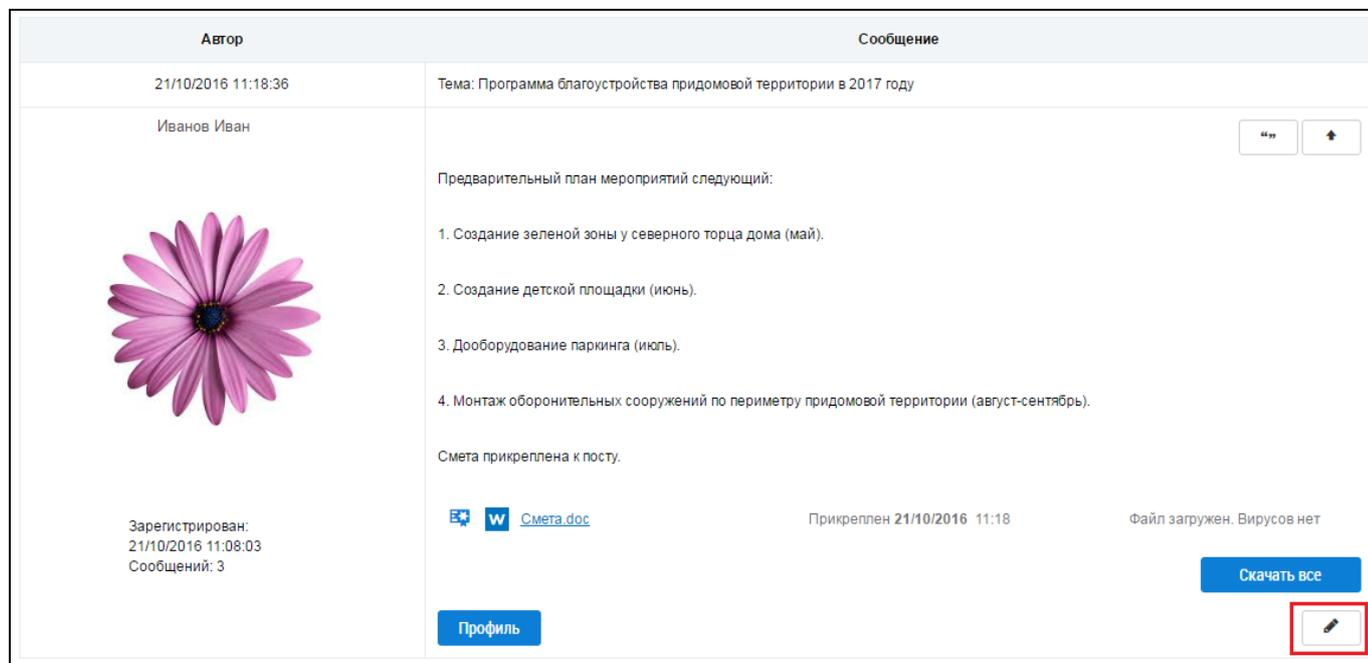 Автор
Сообщение
21/10/2016 11:18:36
Тема: Программа благоустройства придомовой территории в 2017 году
Иванов Иван
“”
Предварительный план мероприятий следующий:
1. Создание зеленой зоны у северного торца дома (май).
2. Создание детской площадки (июнь).
3. Дооборудование паркинга (июль).
4. Монтаж оборонительных сооружений по периметру придомовой территории (август-сентябрь).
Смета прикреплена к посту.
W Смета.doc Прикреплен 21/10/2016 11:18 Файл загружен. Вирусов нет
Зарегистрирован:
21/10/2016 11:08:03
Сообщений: 3
Скачать все
Профиль